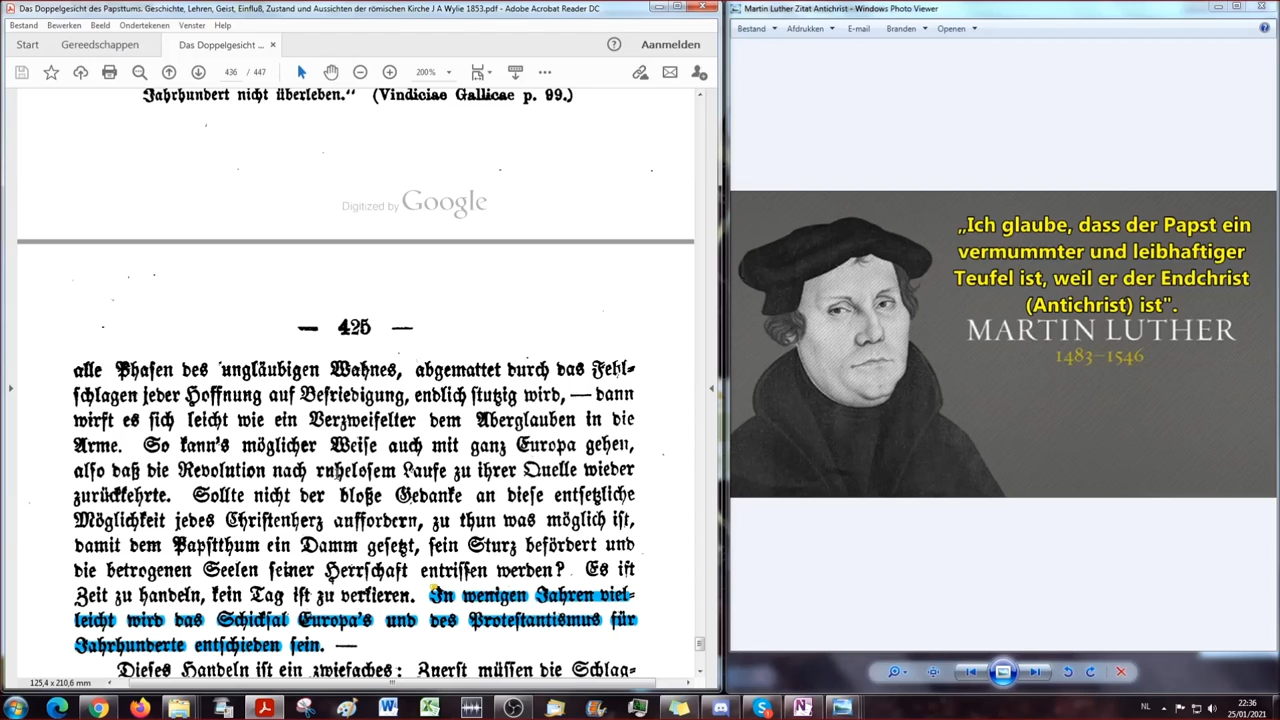 Das Doppelgesicht des Papsttums. Geschichte, Lehren, Geist, Einfluß, Zustand und Aussichten der römischen Kirche J A Wylie 1853.pdf - Adobe Acrobat Reader DC
Bestand Bewerken Beeld Ondertekenen Venster Help
Start Gereedschappen Das Doppelgesicht ... × Aanmelden
436 / 447 200%
Jahrhundert nicht überleben.“ (Vindiciae Gallicae p. 99.)
Digitized by Google
— 425 —
alle Phasen des ungläubigen Wahnes, abgemattet durch das Fehl-
schlagen jeder Hoffnung auf Befriedigung, endlich stutzig wird, — dann
wirft es sich leicht wie ein Verzweifelter dem Aberglauben in die
Arme. So kann's möglicher Weise auch mit ganz Europa gehen,
also daß die Revolution nach ruhelosem Laufe zu ihrer Quelle wieder
zurückkehrte. Sollte nicht der bloße Gedanke an diese entsetzliche
Möglichkeit jedes Christenherz auffordern, zu thun was möglich ist,
damit dem Papstthum ein Damm gesetzt, sein Sturz befördert und
die betrogenen Seelen seiner Herrschaft entrissen werden? Es ist
Zeit zu handeln, kein Tag ist zu verlieren. In wenigen Jahren viel-
leicht wird das Schicksal Europa's und des Protestantismus für
Jahrhunderte entschieden sein. —
Dieses Handeln ist ein zwiefaches: Zuerst müssen die Schlag-
125,4 x 210,6 mm
Martin Luther Zitat Antichrist - Windows Photo Viewer
Bestand Afdrukken E-mail Branden Openen
„Ich glaube, dass der Papst ein
vermummter und leibhaftiger
Teufel ist, weil er der Endchrist
(Antichrist) ist".
MARTIN LUTHER
1483–1546
NL 22:36
25/01/2021